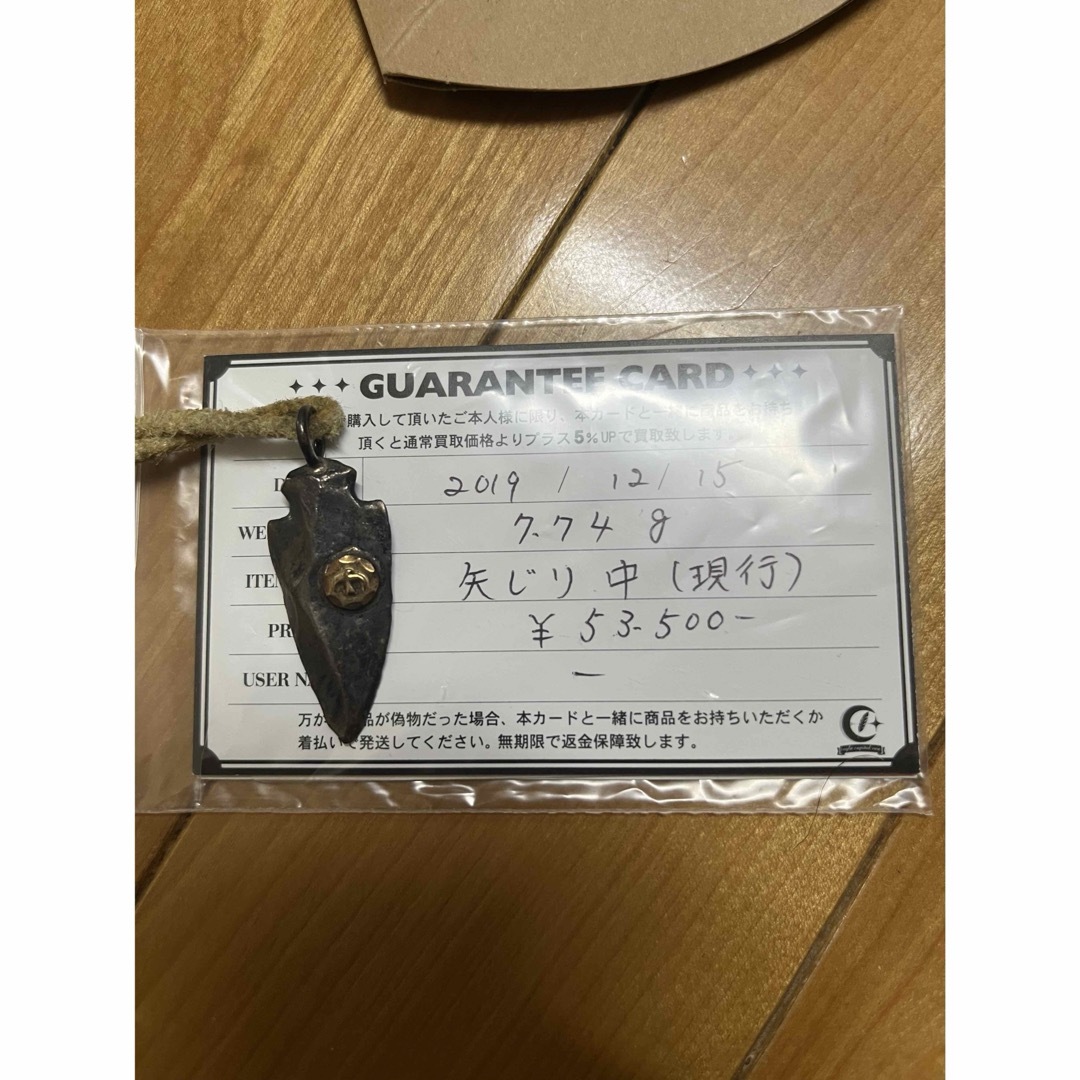 GUARANTEE CARD
購入して頂いたご本人様に限り、本カードと一緒に商品をお持ち
頂くと通常買取価格よりプラス5%UPで買取致します。
2019 / 12 / 15
7.74 g
矢じり 中 (現行)
¥ 53.500-
USER
-
品が偽物だった場合、本カードと一緒に商品をお持ちいただくか
着払いで発送してください。無期限で返金保障致します。